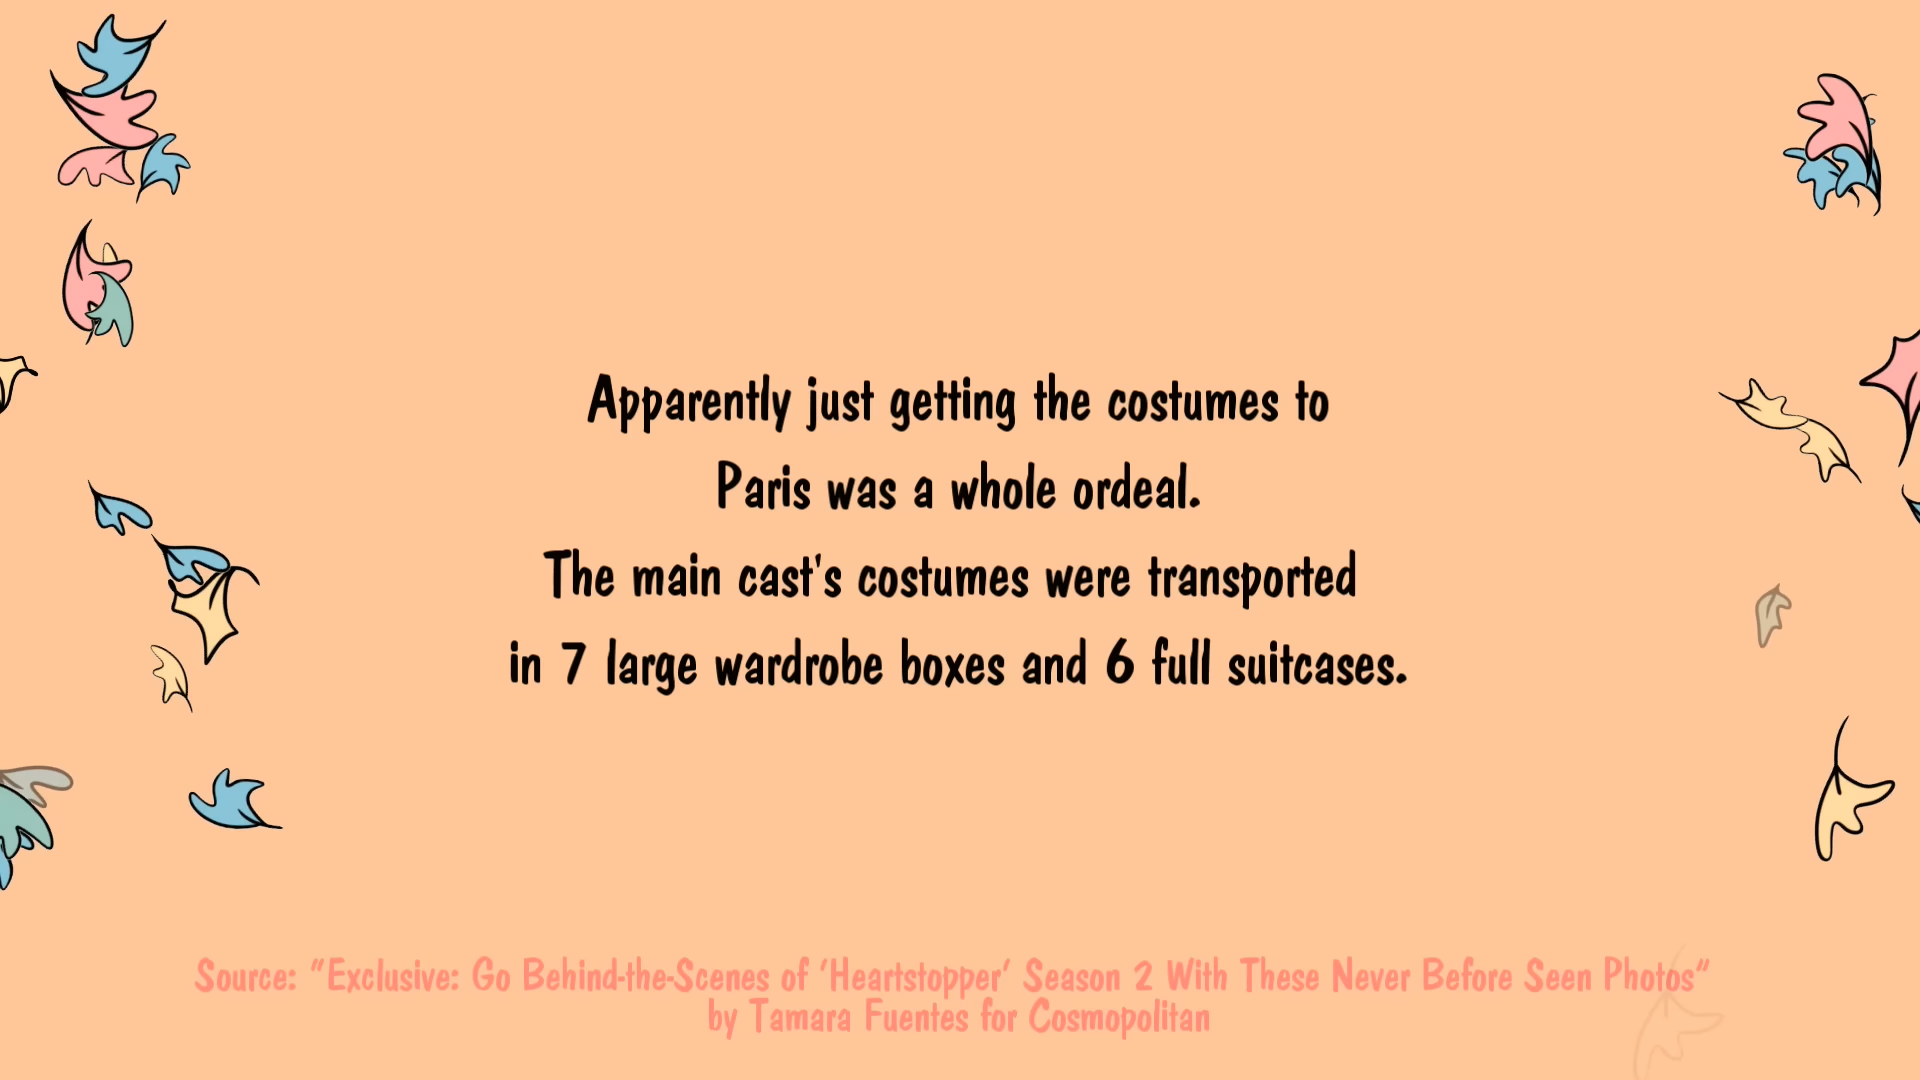 Apparently just getting the costumes to
Paris was a whole ordeal.
The main cast's costumes were transported
in 7 large wardrobe boxes and 6 full suitcases.
Source: “Exclusive: Go Behind-the-Scenes of ‘Heartstopper’ Season 2 With These Never Before Seen Photos”
by Tamara Fuentes for Cosmopolitan